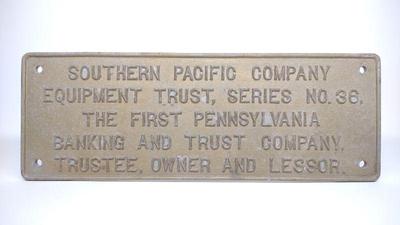 SOUTHERN PACIFIC COMPANY
EQUIPMENT TRUST, SERIES NO. 36,
THE FIRST PENNSYLVANIA
BANKING AND TRUST COMPANY,
TRUSTEE, OWNER AND LESSOR.